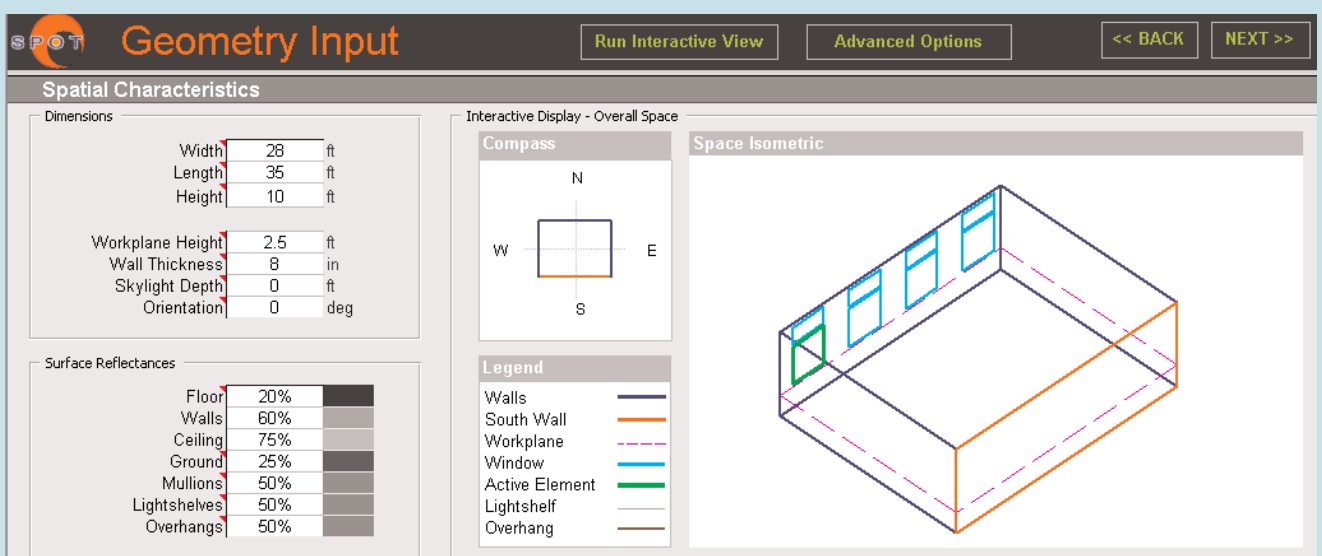 SPOT Geometry Input Run Interactive View Advanced Options << BACK NEXT >>
Spatial Characteristics
Dimensions
Width 28 ft
Length 35 ft
Height 10 ft
Workplane Height 2.5 ft
Wall Thickness 8 in
Skylight Depth 0 ft
Orientation 0 deg
Surface Reflectances
Floor 20%
Walls 60%
Ceiling 75%
Ground 25%
Mullions 50%
Lightshelves 50%
Overhangs 50%
Interactive Display - Overall Space
Compass
N
W E
S
Legend
Walls
South Wall
Workplane
Window
Active Element
Lightshelf
Overhang
Space Isometric